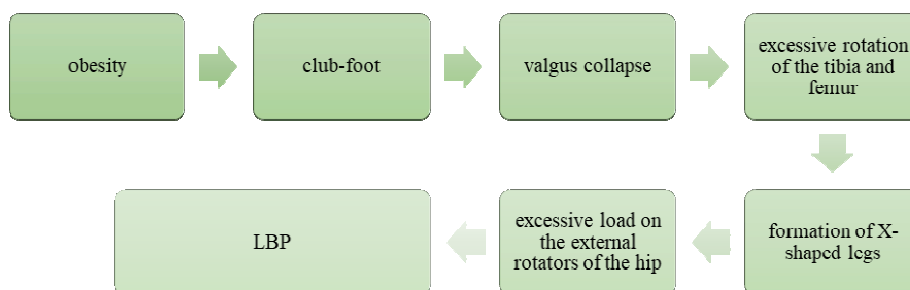 obesity
club-foot
valgus collapse
excessive rotation
of the tibia and
femur
formation of X-
shaped legs
excessive load on
the external
rotators of the hip
LBP